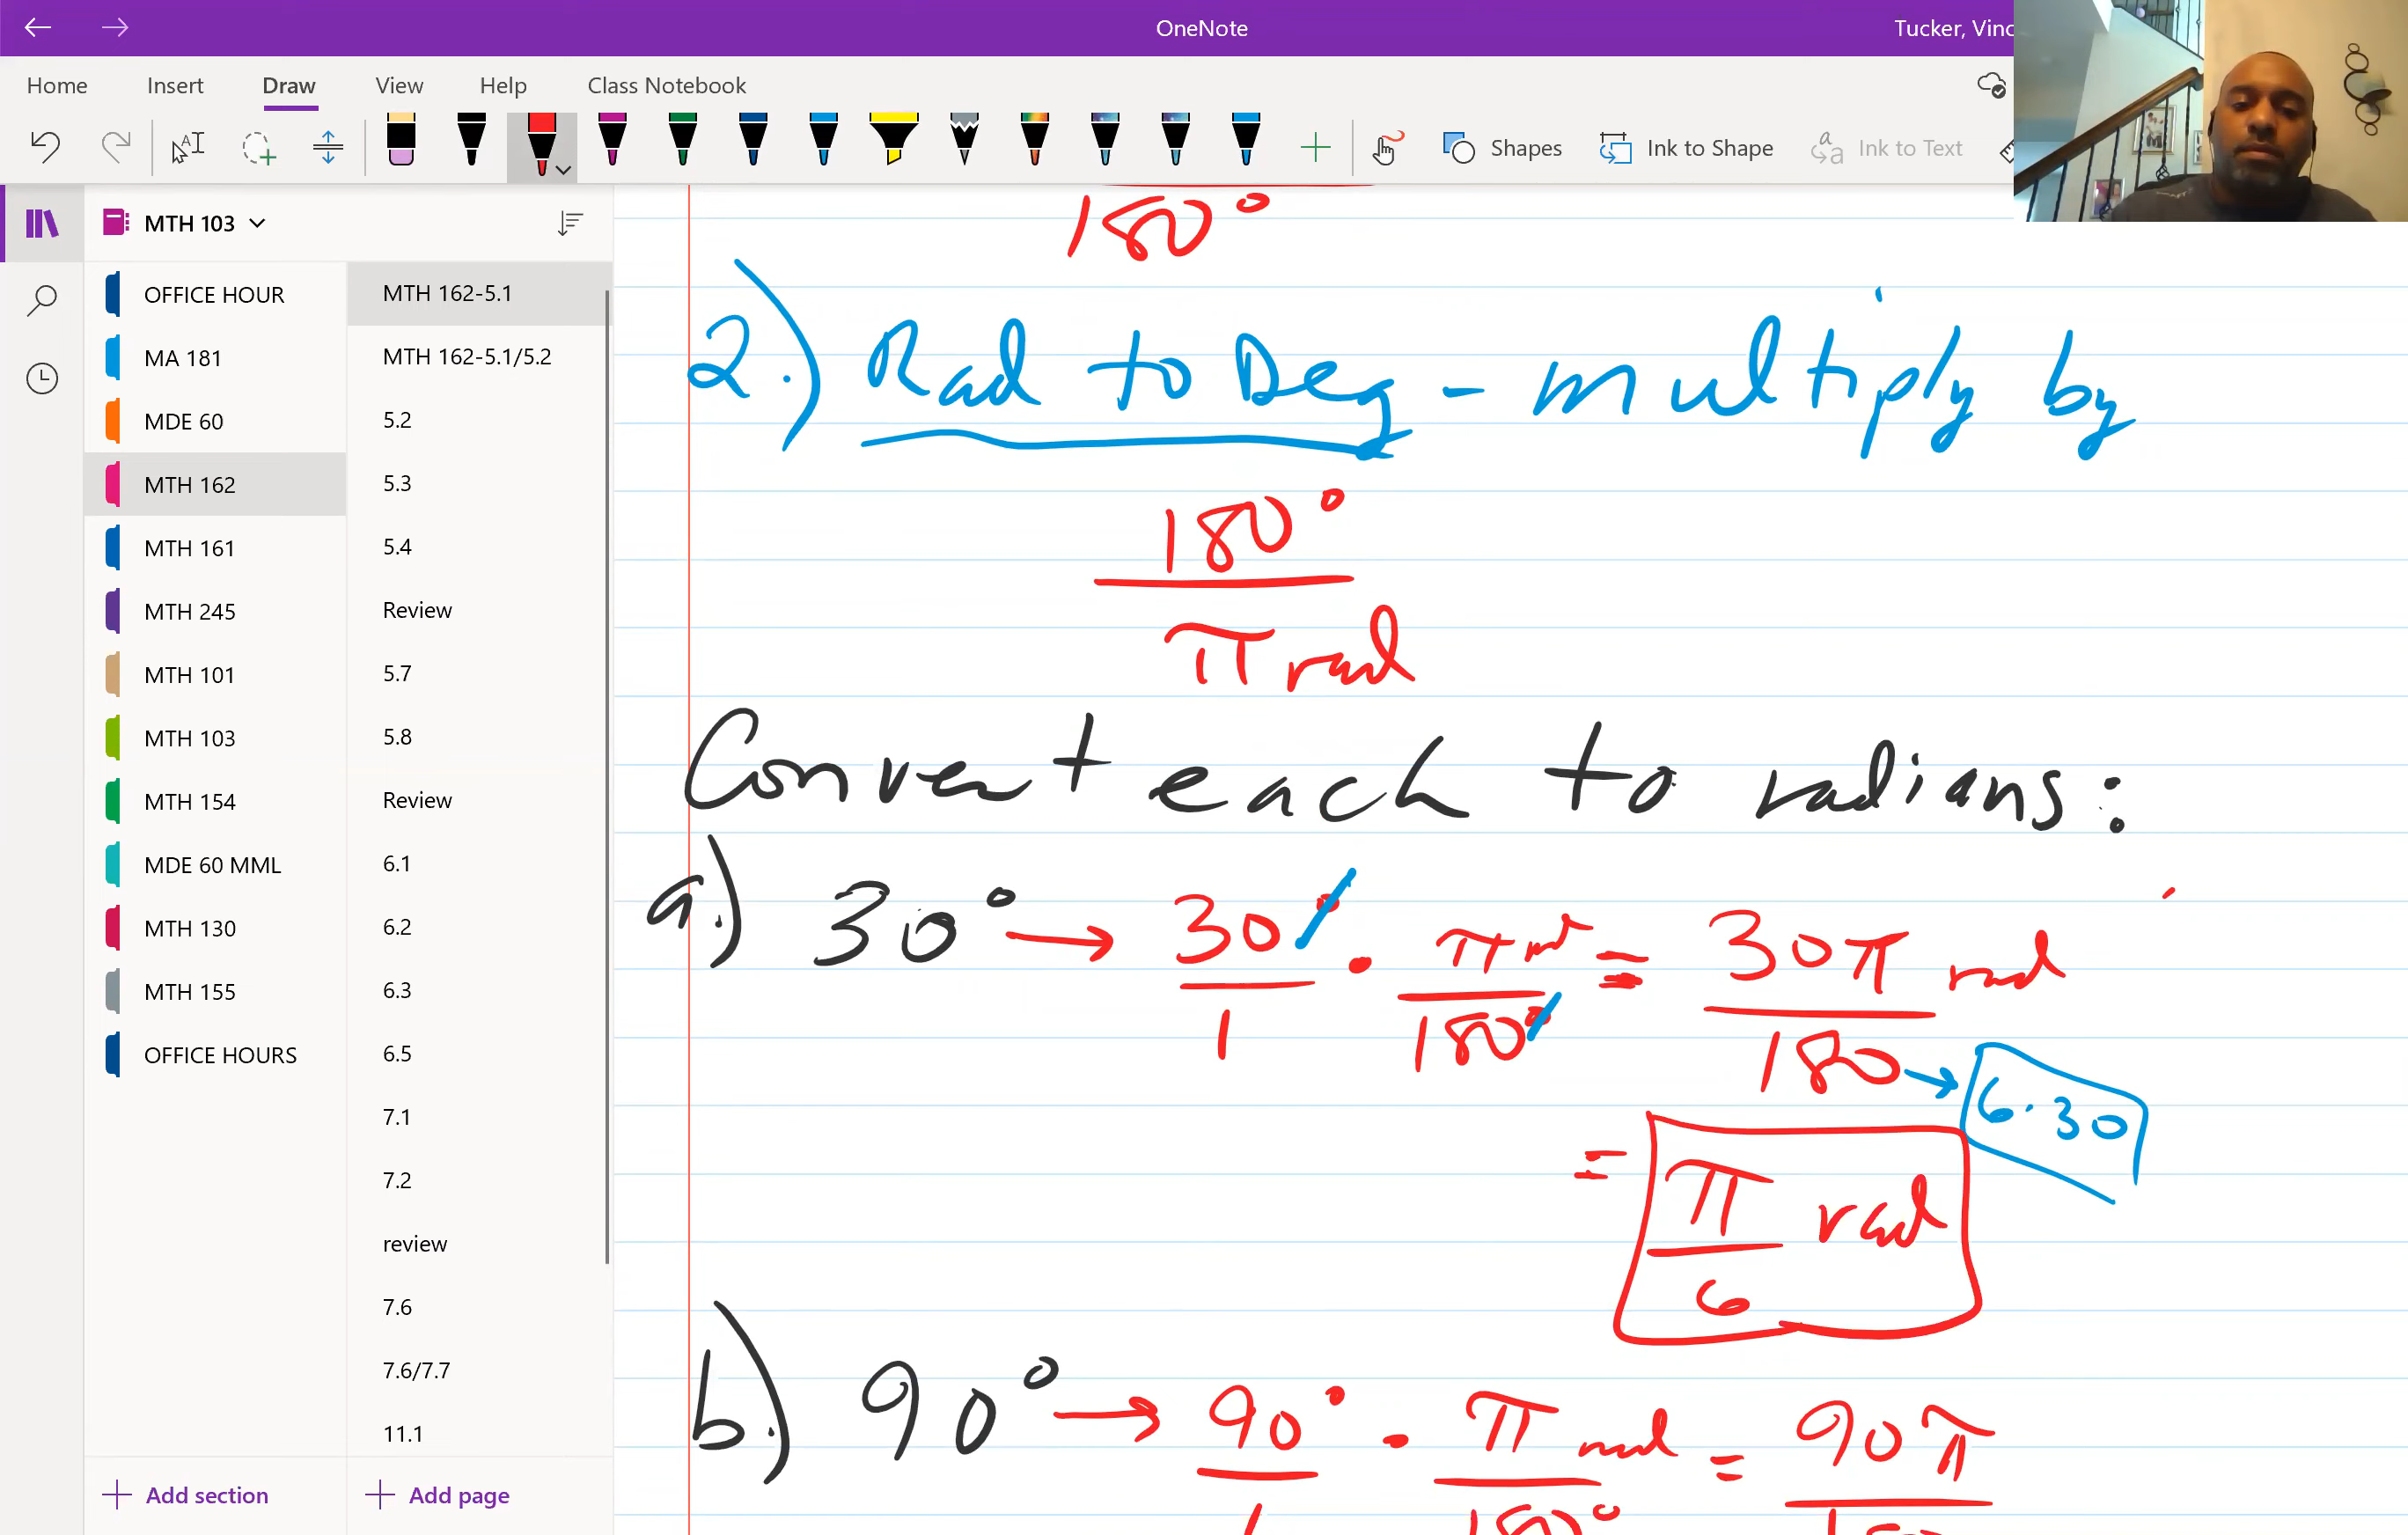 OneNote
Tucker, Vinc
Home Insert Draw View Help Class Notebook
Shapes Ink to Shape Ink to Text
MTH 103
OFFICE HOUR
MA 181
MDE 60
MTH 162
MTH 161
MTH 245
MTH 101
MTH 103
MTH 154
MDE 60 MML
MTH 130
MTH 155
OFFICE HOURS
Add section
MTH 162-5.1
MTH 162-5.1/5.2
5.2
5.3
5.4
Review
5.7
5.8
Review
6.1
6.2
6.3
6.5
7.1
7.2
review
7.6
7.6/7.7
11.1
Add page
180°
2.) Rad to Deg - multiply by
180°
π rad
Convert each to radians:
a.) 30° → 30°/1 · π rad/180° = 30π/180 rad
→ 6·30
= π/6 rad
b.) 90° → 90°/1 · π rad/180° = 90π